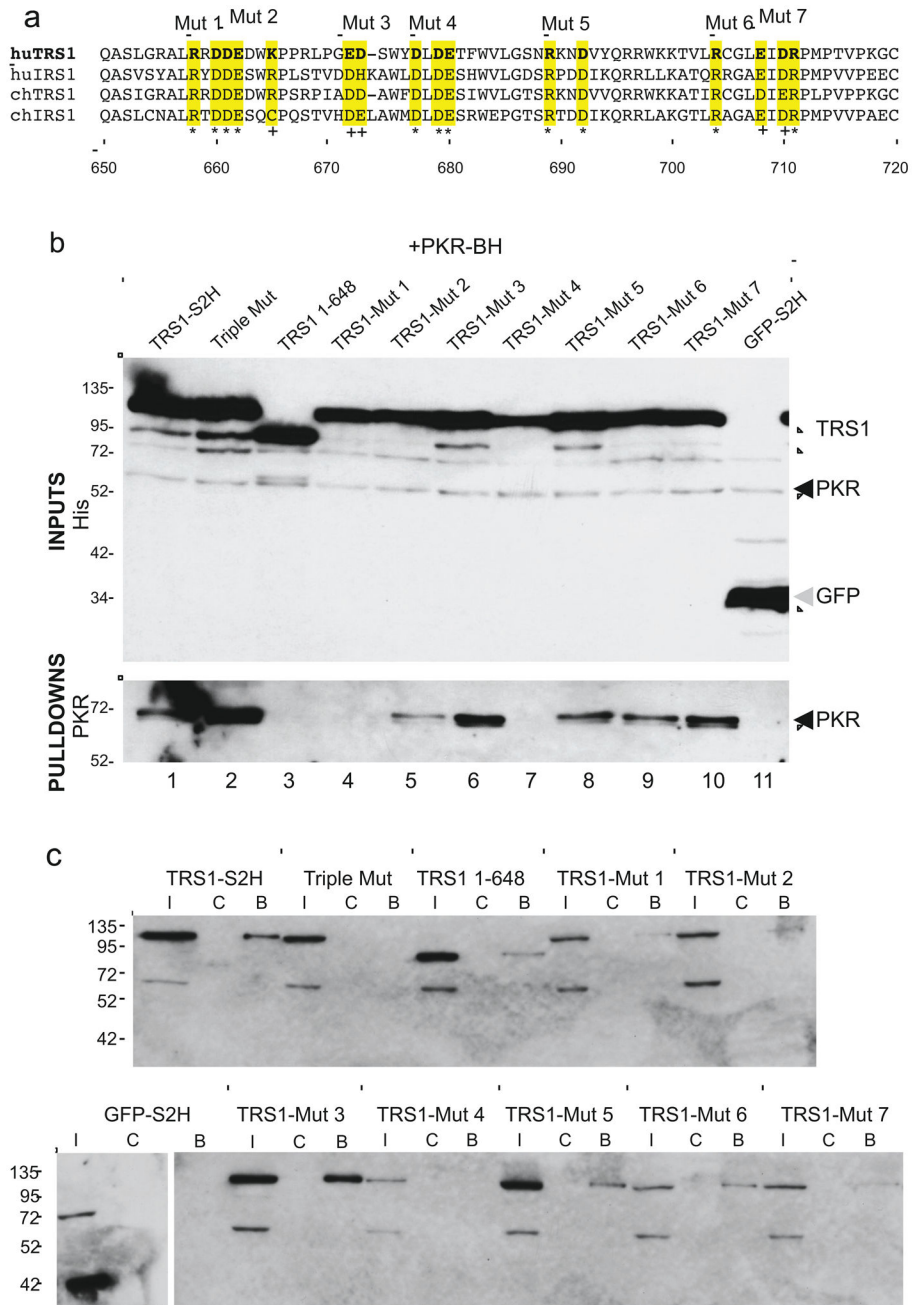 a
Mut 1 Mut 2 Mut 3 Mut 4 Mut 5 Mut 6 Mut 7
huTRS1 QASLGRALRRDDEDWKPPRLPGED-SWYDLDETFWVLGSNRKNDVYQRRWKKTVLRCGLEIDRPMPTVPKGC
huIRS1 QASVSYALRYDDESWRPLSTVDDHKAWLDLDESHWVLGDSRPDDIKQRRLLKATQRRGAEIDRPMPVVPEEC
chTRS1 QASIGRALRRDDEDWRPSRPIADD-AWFDLDESFWVLGSTRKNDVYQRRWKKTAIRCGLDIERPLPVPPKGC
chIRS1 QASLCNALRTDDESQCPQSTVHDELAWMDLDESRWEPGTSRTDDIKQRRLAKGTLRAGAEIDRPMPVVPAEC
* *** + ++ * ** * * * + +*
650 660 670 680 690 700 710 720
b
+PKR-BH
TRS1-S2H Triple Mut TRS1 1-648 TRS1-Mut 1 TRS1-Mut 2 TRS1-Mut 3 TRS1-Mut 4 TRS1-Mut 5 TRS1-Mut 6 TRS1-Mut 7 GFP-S2H
INPUTS
His
135-
95-
72-
52-
42-
34-
TRS1
PKR
GFP
PULLDOWNS
PKR
72-
52-
PKR
1 2 3 4 5 6 7 8 9 10 11
c
TRS1-S2H Triple Mut TRS1 1-648 TRS1-Mut 1 TRS1-Mut 2
I C B I C B I C B I C B I C B
135-
95-
72-
52-
42-
GFP-S2H TRS1-Mut 3 TRS1-Mut 4 TRS1-Mut 5 TRS1-Mut 6 TRS1-Mut 7
I C B I C B I C B I C B I C B I C B
135-
95-
72-
52-
42-